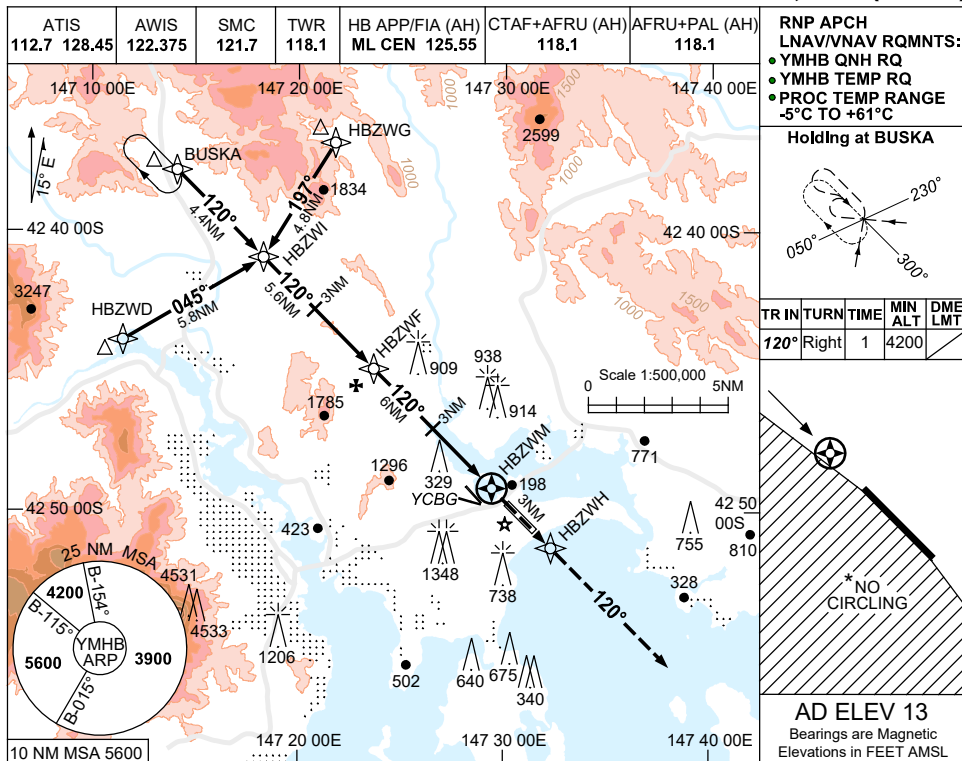 ATIS
112.7 128.45
AWIS
122.375
SMC
121.7
TWR
118.1
HB APP/FIA (AH)
ML CEN 125.55
CTAF+AFRU (AH)
118.1
AFRU+PAL (AH)
118.1
RNP APCH
LNAV/VNAV RQMNTS:
YMHB QNH RQ
YMHB TEMP RQ
PROC TEMP RANGE
-5°C TO +61°C
Holding at BUSKA
230°
050°
300°
TR IN
TURN
TIME
MIN ALT
DME LMT
120°
Right
1
4200
*NO
CIRCLING
AD ELEV 13
Bearings are Magnetic
Elevations in FEET AMSL
147 10 00E
147 20 00E
147 30 00E
147 40 00E
1000
1500
1000
2599
15° E
BUSKA
HBZWG
1834
120°
4.4NM
197°
4.8NM
42 40 00S
42 40 00S
HBZWI
3247
HBZWD
045°
5.8NM
120°
5.6NM
3NM
1500
1000
HBZWF
909
938
914
Scale 1:500,000
0
5NM
1785
120°
6NM
3NM
771
HBZWM
329
1296
198
YCBG
3NM
HBZWH
42 50 00S
42 50
00S
423
1348
738
755
810
328
120°
25 NM MSA
4531
4533
4200
B-154°
B-115°
YMHB
ARP
5600
3900
B-015°
1206
502
640
675
340
10 NM MSA 5600
147 20 00E
147 30 00E
147 40 00E